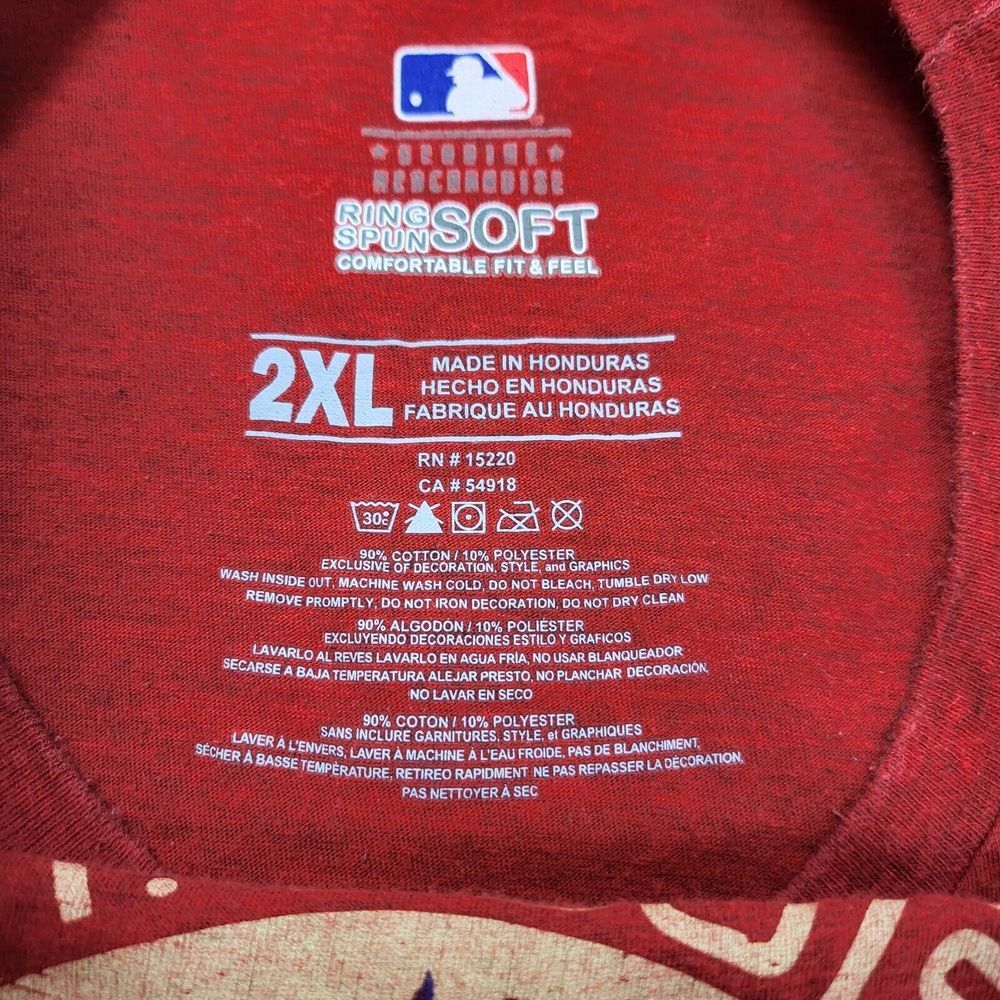 ★ GENUINE ★
MERCHANDISE
RING
SPUN SOFT
COMFORTABLE FIT & FEEL
2XL
MADE IN HONDURAS
HECHO EN HONDURAS
FABRIQUE AU HONDURAS
RN # 15220
CA # 54918
30c
90% COTTON / 10% POLYESTER
EXCLUSIVE OF DECORATION, STYLE, and GRAPHICS
WASH INSIDE OUT, MACHINE WASH COLD, DO NOT BLEACH, TUMBLE DRY LOW
REMOVE PROMPTLY, DO NOT IRON DECORATION, DO NOT DRY CLEAN
90% ALGODÓN / 10% POLIÉSTER
EXCLUYENDO DECORACIONES ESTILO Y GRAFICOS
LAVARLO AL REVES LAVARLO EN AGUA FRÍA, NO USAR BLANQUEADOR
SECARSE A BAJA TEMPERATURA ALEJAR PRESTO, NO PLANCHAR DECORACIÓN,
NO LAVAR EN SECO
90% COTON / 10% POLYESTER
SANS INCLURE GARNITURES, STYLE, et GRAPHIQUES
LAVER À L'ENVERS, LAVER À MACHINE À L'EAU FROIDE, PAS DE BLANCHIMENT,
SÉCHER À BASSE TEMPÉRATURE, RETIREO RAPIDMENT NE PAS REPASSER LA DÉCORATION,
PAS NETTOYER À SEC